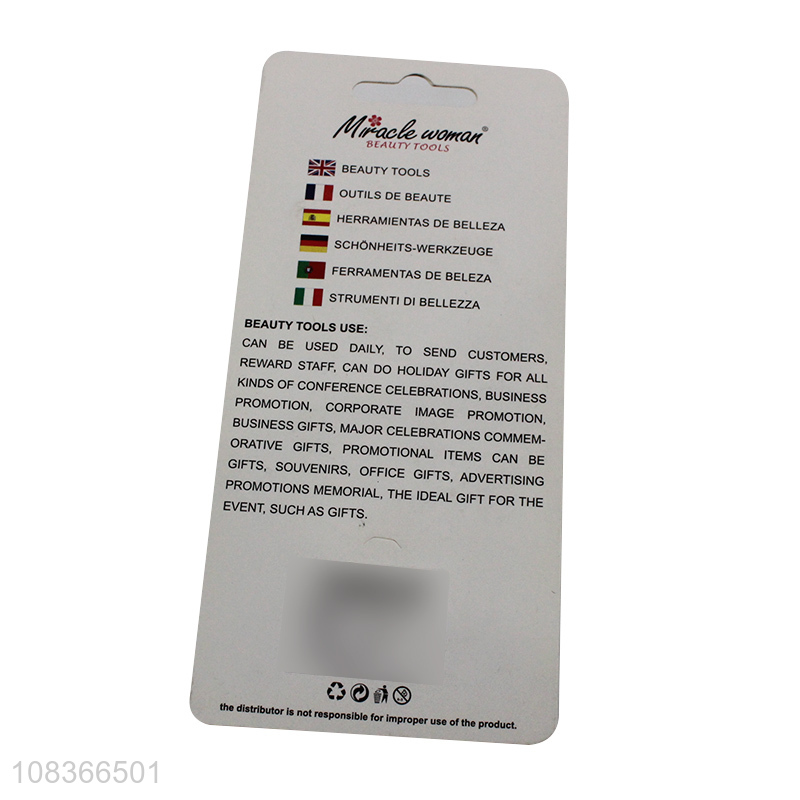 Miracle woman®
BEAUTY TOOLS
BEAUTY TOOLS
OUTILS DE BEAUTE
HERRAMIENTAS DE BELLEZA
SCHÖNHEITS-WERKZEUGE
FERRAMENTAS DE BELEZA
STRUMENTI DI BELLEZZA
BEAUTY TOOLS USE:
CAN BE USED DAILY, TO SEND CUSTOMERS,
REWARD STAFF, CAN DO HOLIDAY GIFTS FOR ALL
KINDS OF CONFERENCE CELEBRATIONS, BUSINESS
PROMOTION, CORPORATE IMAGE PROMOTION,
BUSINESS GIFTS, MAJOR CELEBRATIONS COMMEM-
ORATIVE GIFTS, PROMOTIONAL ITEMS CAN BE
GIFTS, SOUVENIRS, OFFICE GIFTS, ADVERTISING
PROMOTIONS MEMORIAL, THE IDEAL GIFT FOR THE
EVENT, SUCH AS GIFTS.
the distributor is not responsible for improper use of the product.
108366501